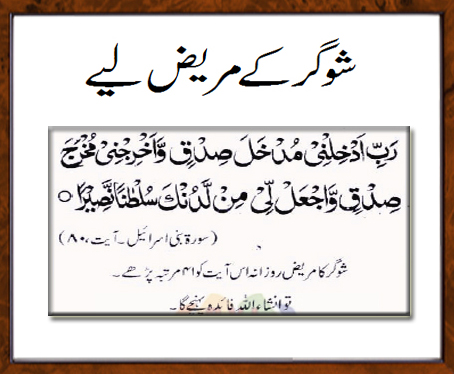 شوگر کے مریض لیے
رَبِّ اَدْخِلْنِیْ مُدْخَلَ صِدْقٍ وَّاَخْرِجْنِیْ مُخْرَجَ
صِدْقٍ وَّاجْعَلْ لِّیْ مِنْ لَّدُنْكَ سُلْطٰنًا نَّصِیْرًا ○
(سورۃ بنی اسرائیل۔ آیت، ۸۰)
شوگر کا مریض روزانہ اس آیت کو ۴۱ مرتبہ پڑھے۔
تو انشاء اللہ فائدہ پہنچے گا۔